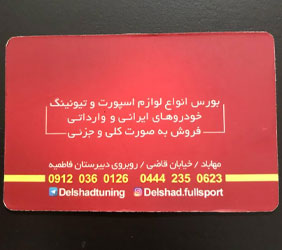 بورس انواع لوازم اسپورت و تیونینگ
خودروهای ایرانی و وارداتی
فروش به صورت کلی و جزئی
مهاباد / خیابان قاضی / روبروی دبیرستان فاطمیه
0912 036 0126 0444 235 0623
Delshadtuning Delshad.fullsport